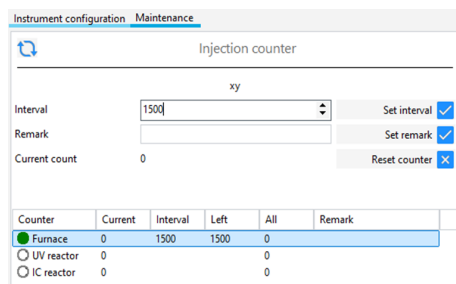 Instrument configuration Maintenance
Injection counter
xy
Interval 1500 Set interval
Remark Set remark
Current count 0 Reset counter
Counter Current Interval Left All Remark
Furnace 0 1500 1500 0
UV reactor 0 0
IC reactor 0 0